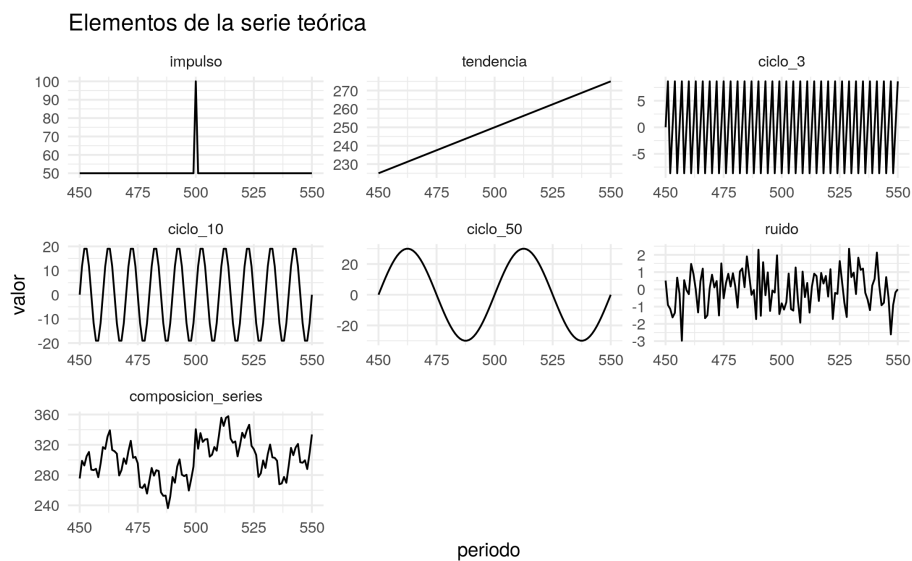 Elementos de la serie teórica
impulso
tendencia
ciclo_3
100
90
80
70
60
50
450 475 500 525 550
270
260
250
240
230
450 475 500 525 550
5
0
-5
450 475 500 525 550
ciclo_10
ciclo_50
ruido
valor
20
10
0
-10
-20
450 475 500 525 550
20
0
-20
450 475 500 525 550
2
1
0
-1
-2
-3
450 475 500 525 550
composicion_series
360
320
280
240
450 475 500 525 550
periodo